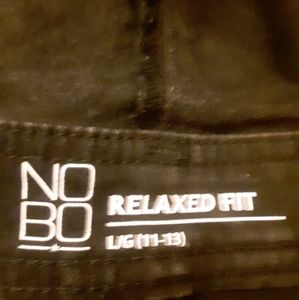 NO
BO
RELAXED FIT
L/G (11-13)